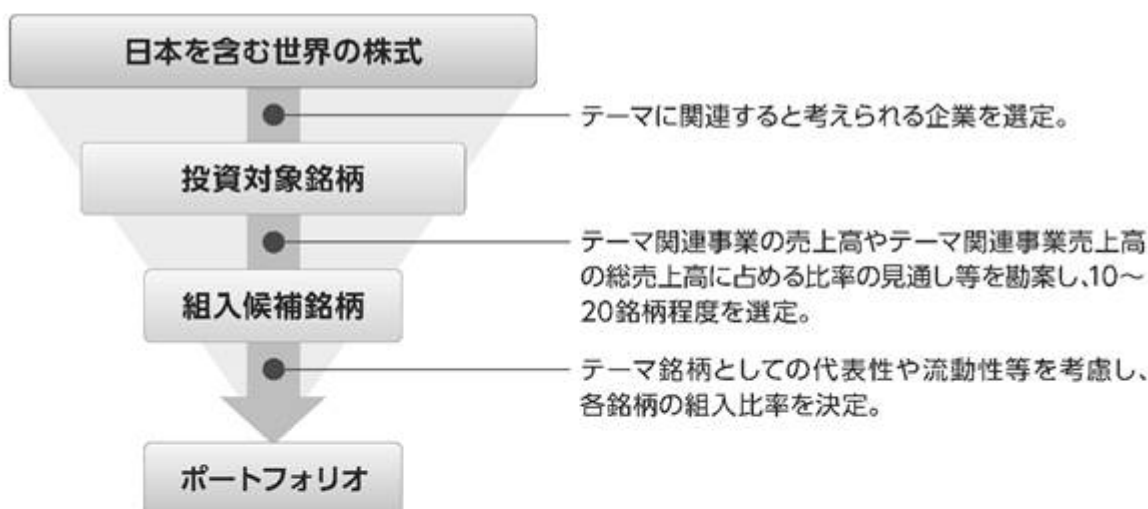 日本を含む世界の株式
テーマに関連すると考えられる企業を選定。
投資対象銘柄
テーマ関連事業の売上高やテーマ関連事業売上高
の総売上高に占める比率の見通し等を勘案し、10〜
20銘柄程度を選定。
組入候補銘柄
テーマ銘柄としての代表性や流動性等を考慮し、
各銘柄の組入比率を決定。
ポートフォリオ